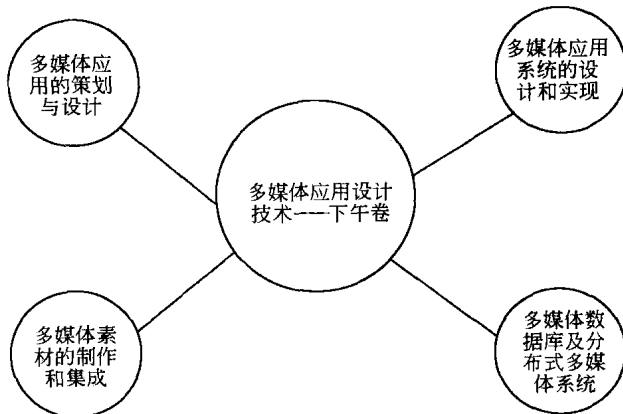 多媒体应
用的策划
与设计
多媒体应用
系统的设
计和实现
多媒体应用设计
技术——下午卷
多媒体素
材的制作
和集成
多媒体数
据库及分
布式多媒
体系统